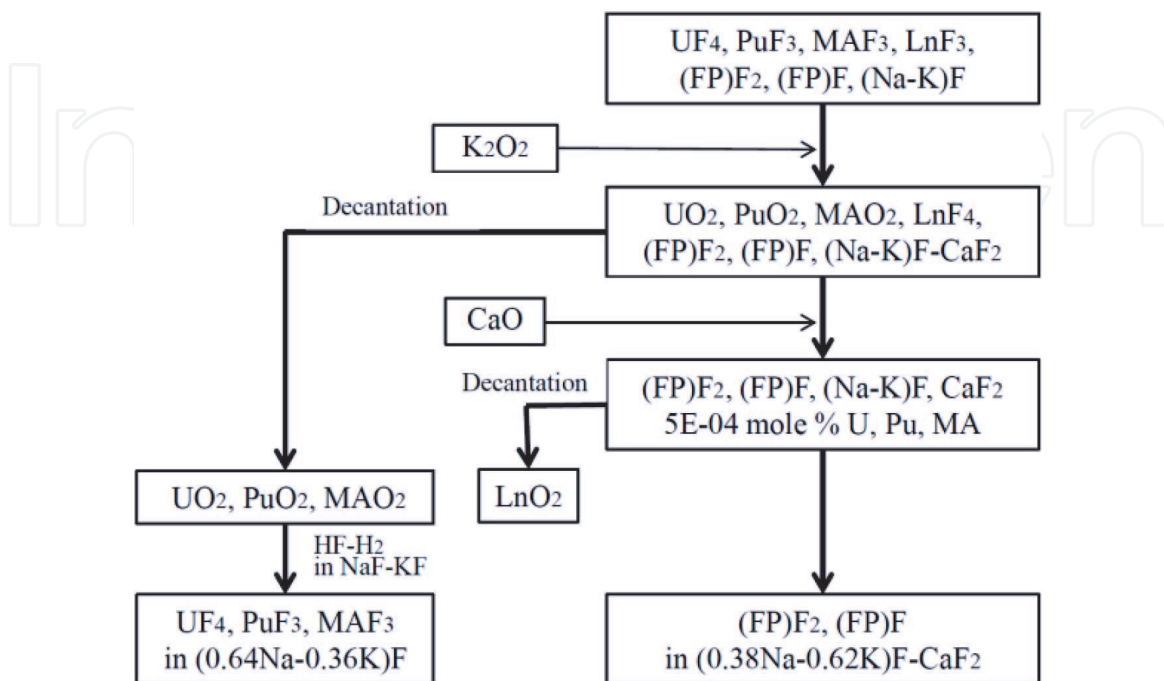 UF4, PuF3, MAF3, LnF3,
(FP)F2, (FP)F, (Na-K)F
K2O2
Decantation
UO2, PuO2, MAO2, LnF4,
(FP)F2, (FP)F, (Na-K)F-CaF2
CaO
Decantation
(FP)F2, (FP)F, (Na-K)F, CaF2
5E-04 mole % U, Pu, MA
UO2, PuO2, MAO2
LnO2
HF-H2
in NaF-KF
UF4, PuF3, MAF3
in (0.64Na-0.36K)F
(FP)F2, (FP)F
in (0.38Na-0.62K)F-CaF2